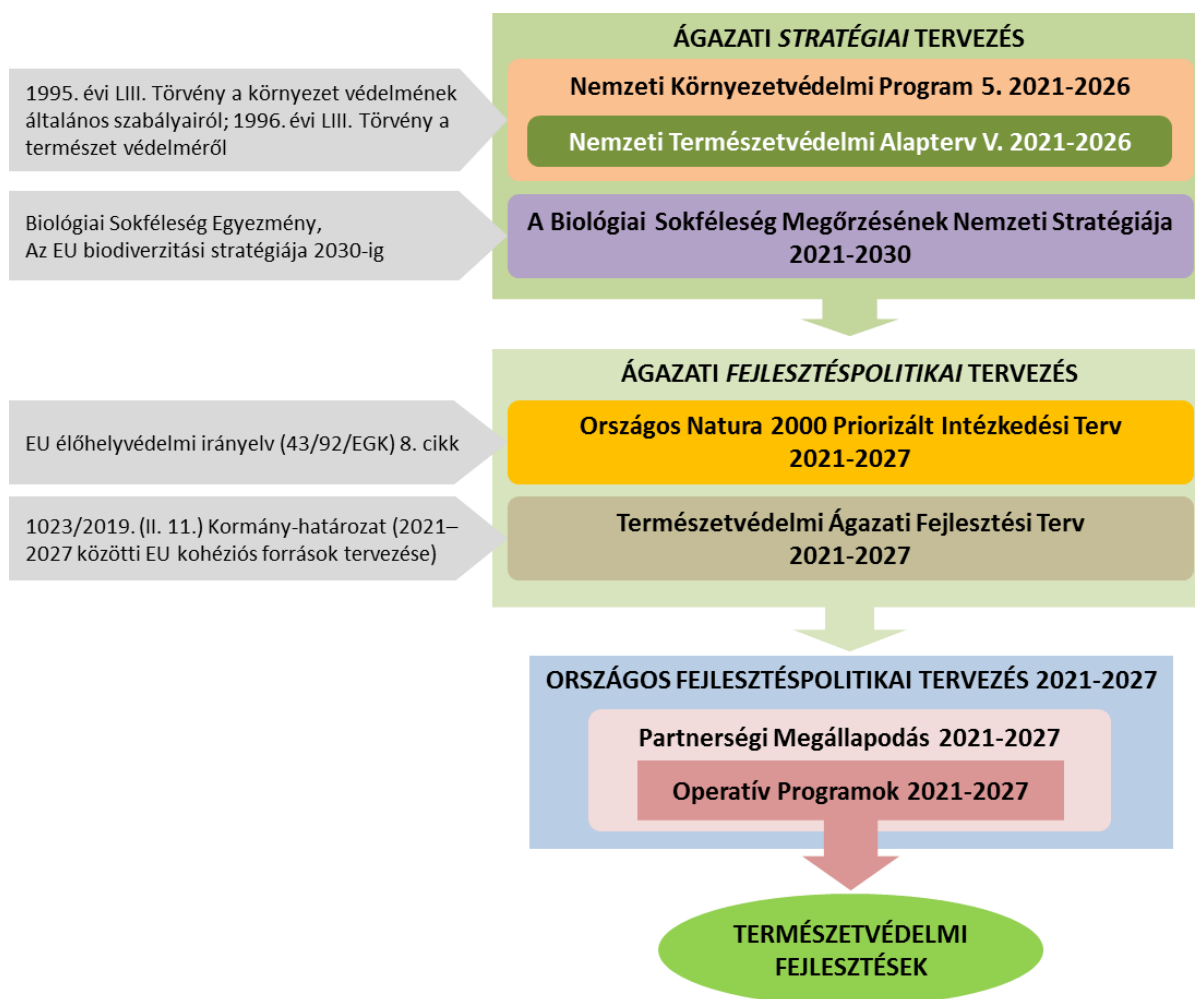 ÁGAZATI STRATÉGIAI TERVEZÉS
1995. évi LIII. Törvény a környezet védelmének
általános szabályairól; 1996. évi LIII. Törvény a
természet védelméről
Nemzeti Környezetvédelmi Program 5. 2021-2026
Nemzeti Természetvédelmi Alapterv V. 2021-2026
Biológiai Sokféleség Egyezmény,
Az EU biodiverzitási stratégiája 2030-ig
A Biológiai Sokféleség Megőrzésének Nemzeti Stratégiája
2021-2030
ÁGAZATI FEJLESZTÉSPOLITIKAI TERVEZÉS
EU élőhelyvédelmi irányelv (43/92/EGK) 8. cikk
Országos Natura 2000 Priorizált Intézkedési Terv
2021-2027
1023/2019. (II. 11.) Kormány-határozat (2021–
2027 közötti EU kohéziós források tervezése)
Természetvédelmi Ágazati Fejlesztési Terv
2021-2027
ORSZÁGOS FEJLESZTÉSPOLITIKAI TERVEZÉS 2021-2027
Partnerségi Megállapodás 2021-2027
Operatív Programok 2021-2027
TERMÉSZETVÉDELMI
FEJLESZTÉSEK